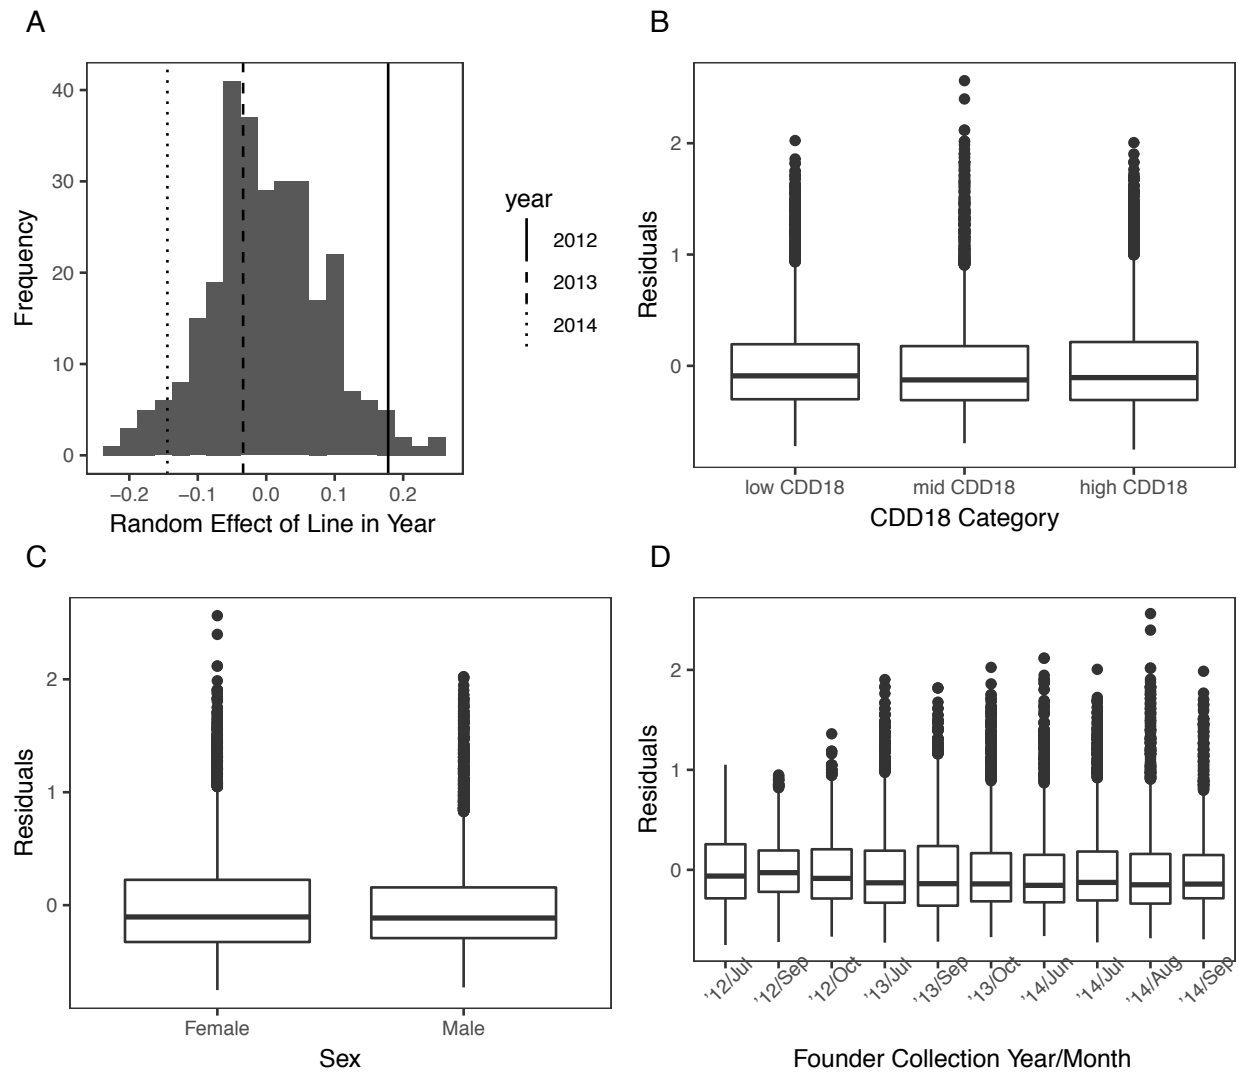 A
40
30
20
10
0
Frequency
−0.2 −0.1 0.0 0.1 0.2
Random Effect of Line in Year
year
2012
2013
2014
B
2
1
0
Residuals
low CDD18 mid CDD18 high CDD18
CDD18 Category
C
2
1
0
Residuals
Female Male
Sex
D
2
1
0
Residuals
'12/Jul '12/Sep '12/Oct '13/Jul '13/Sep '13/Oct '14/Jun '14/Jul '14/Aug '14/Sep
Founder Collection Year/Month